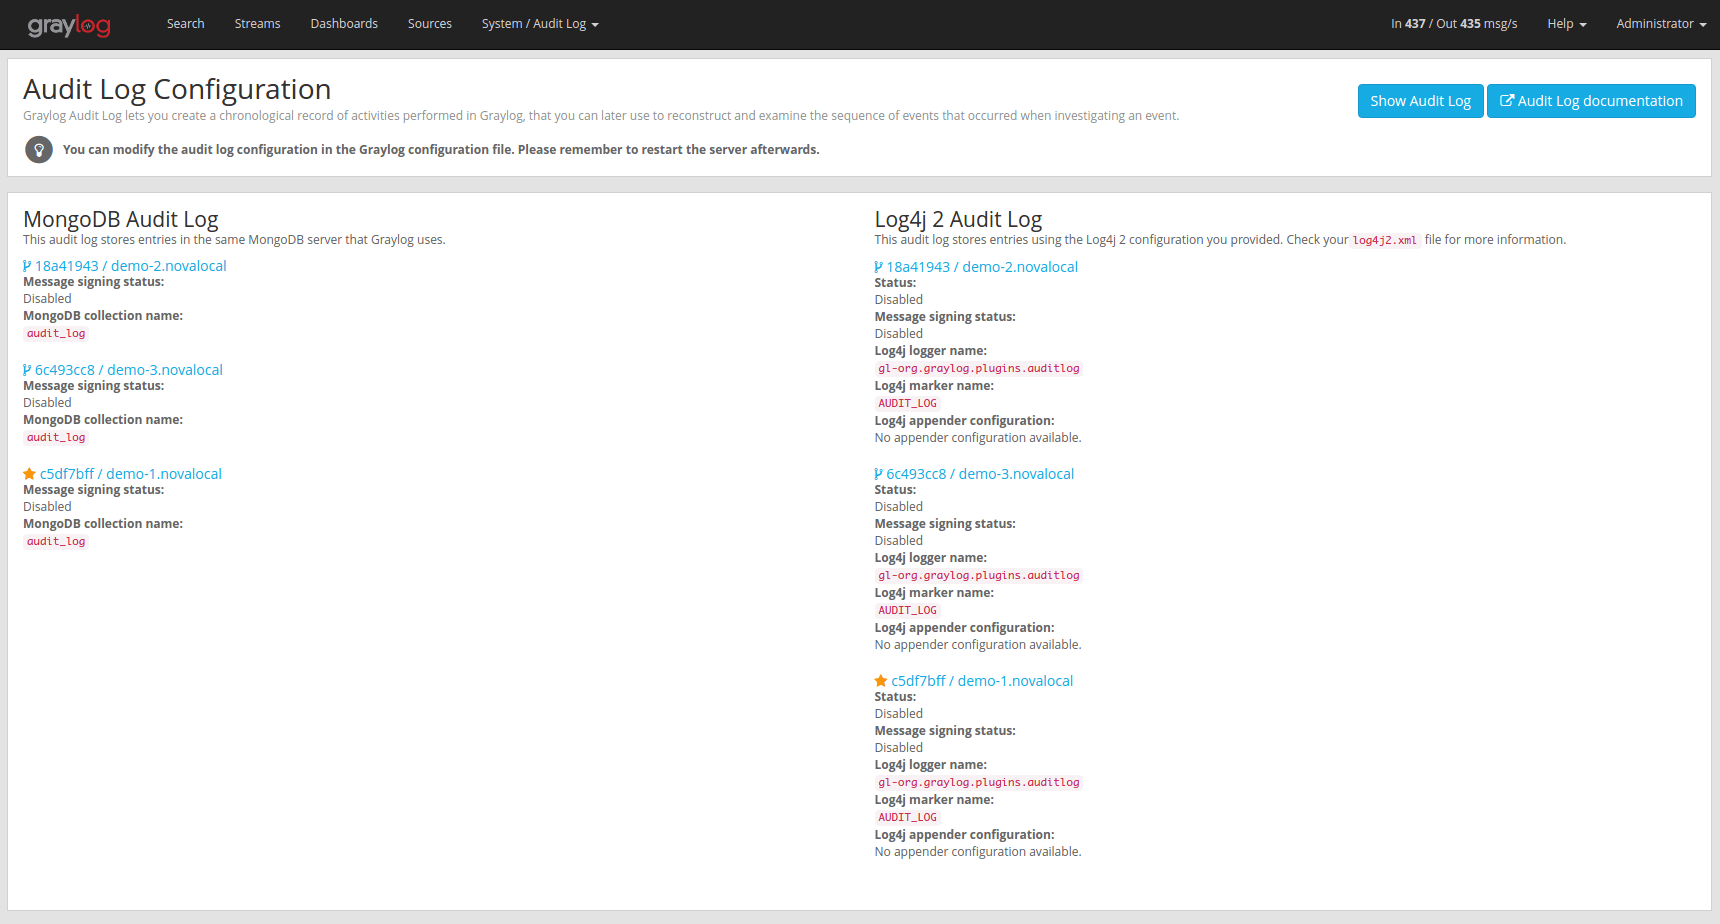 graylog
Search Streams Dashboards Sources System / Audit Log In 437 / Out 435 msg/s Help Administrator
Audit Log Configuration
Graylog Audit Log lets you create a chronological record of activities performed in Graylog, that you can later use to reconstruct and examine the sequence of events that occurred when investigating an event.
You can modify the audit log configuration in the Graylog configuration file. Please remember to restart the server afterwards.
Show Audit Log
Audit Log documentation
MongoDB Audit Log
This audit log stores entries in the same MongoDB server that Graylog uses.
18a41943 / demo-2.novalocal
Message signing status:
Disabled
MongoDB collection name:
audit_log
6c493cc8 / demo-3.novalocal
Message signing status:
Disabled
MongoDB collection name:
audit_log
c5df7bff / demo-1.novalocal
Message signing status:
Disabled
MongoDB collection name:
audit_log
Log4j 2 Audit Log
This audit log stores entries using the Log4j 2 configuration you provided. Check your log4j2.xml file for more information.
18a41943 / demo-2.novalocal
Status:
Disabled
Message signing status:
Disabled
Log4j logger name:
gl-org.graylog.plugins.auditlog
Log4j marker name:
AUDIT_LOG
Log4j appender configuration:
No appender configuration available.
6c493cc8 / demo-3.novalocal
Status:
Disabled
Message signing status:
Disabled
Log4j logger name:
gl-org.graylog.plugins.auditlog
Log4j marker name:
AUDIT_LOG
Log4j appender configuration:
No appender configuration available.
c5df7bff / demo-1.novalocal
Status:
Disabled
Message signing status:
Disabled
Log4j logger name:
gl-org.graylog.plugins.auditlog
Log4j marker name:
AUDIT_LOG
Log4j appender configuration:
No appender configuration available.